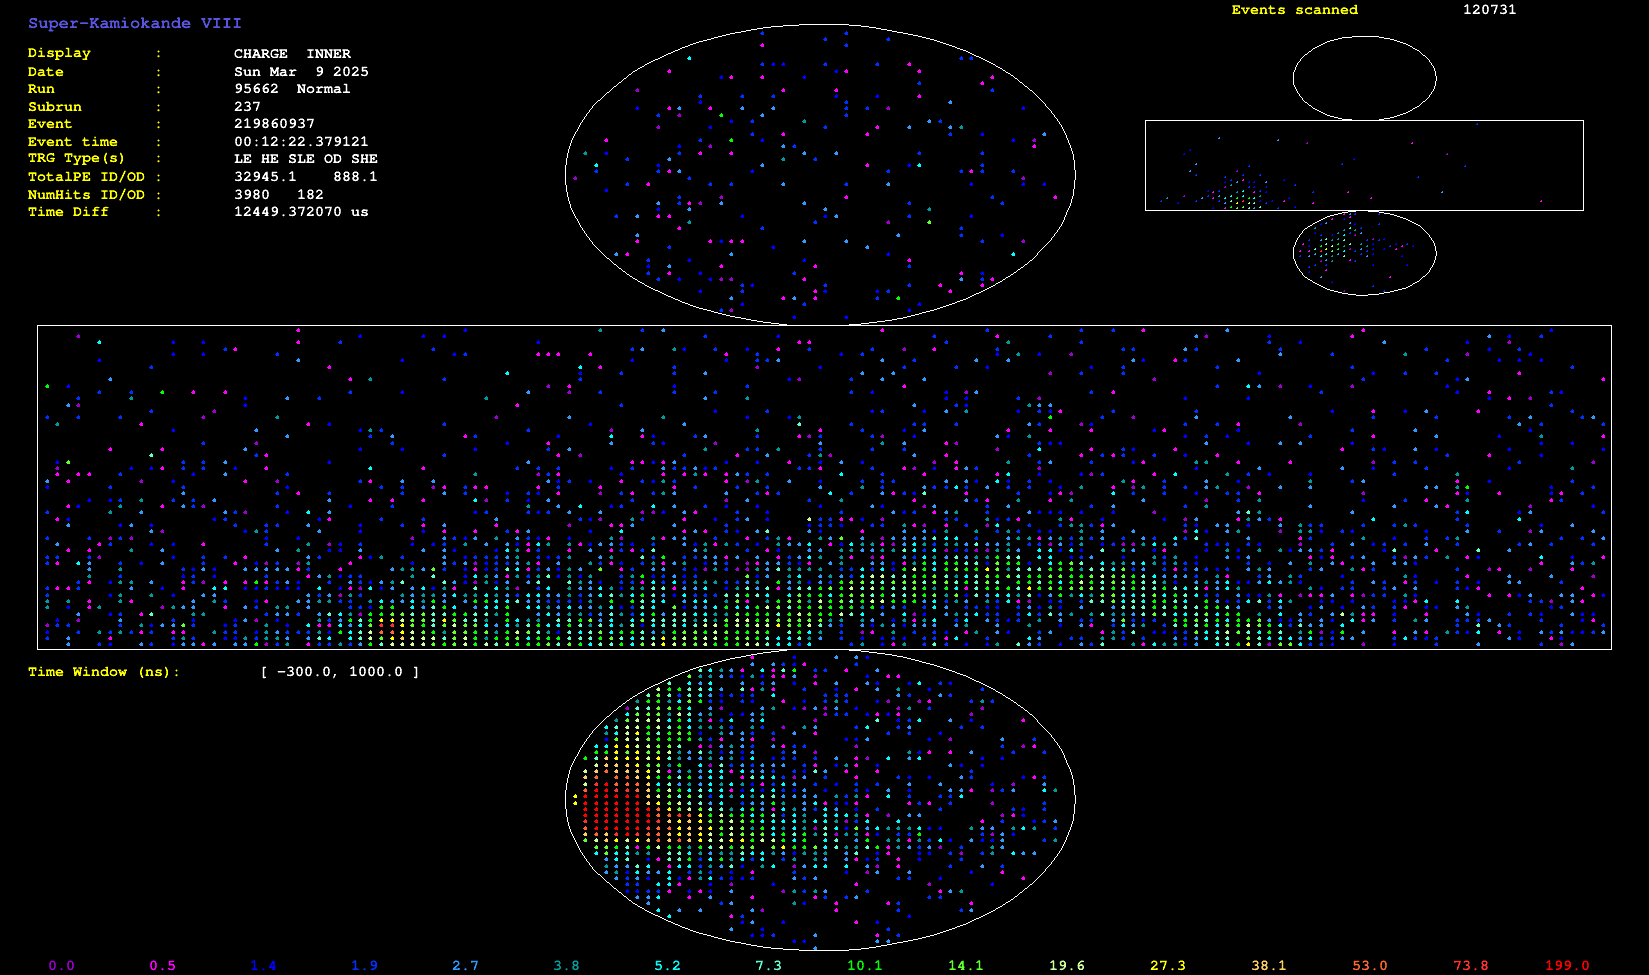 Super-Kamiokande VIII
Events scanned 120731
Display : CHARGE INNER
Date : Sun Mar 9 2025
Run : 95662 Normal
Subrun : 237
Event : 219860937
Event time : 00:12:22.379121
TRG Type(s) : LE HE SLE OD SHE
TotalPE ID/OD : 32945.1 888.1
NumHits ID/OD : 3980 182
Time Diff : 12449.372070 us
Time Window (ns): [ -300.0, 1000.0 ]
0.0 0.5 1.4 1.9 2.7 3.8 5.2 7.3 10.1 14.1 19.6 27.3 38.1 53.0 73.8 199.0